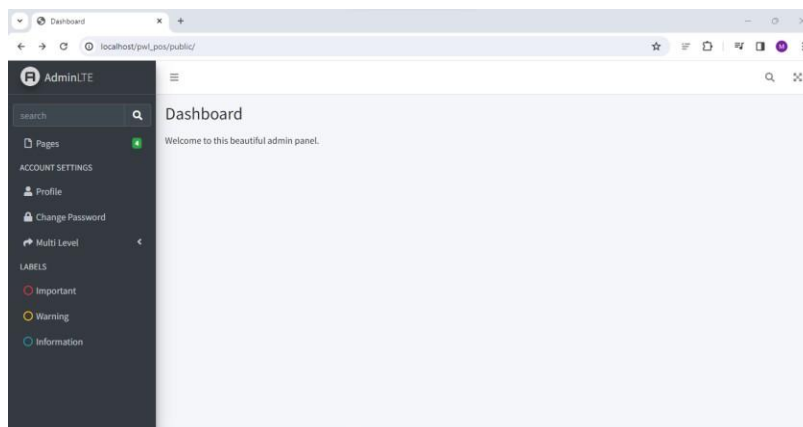 Dashboard
localhost/pwl_pos/public/
AdminLTE
search
Pages
4
ACCOUNT SETTINGS
Profile
Change Password
Multi Level
LABELS
Important
Warning
Information
Dashboard
Welcome to this beautiful admin panel.